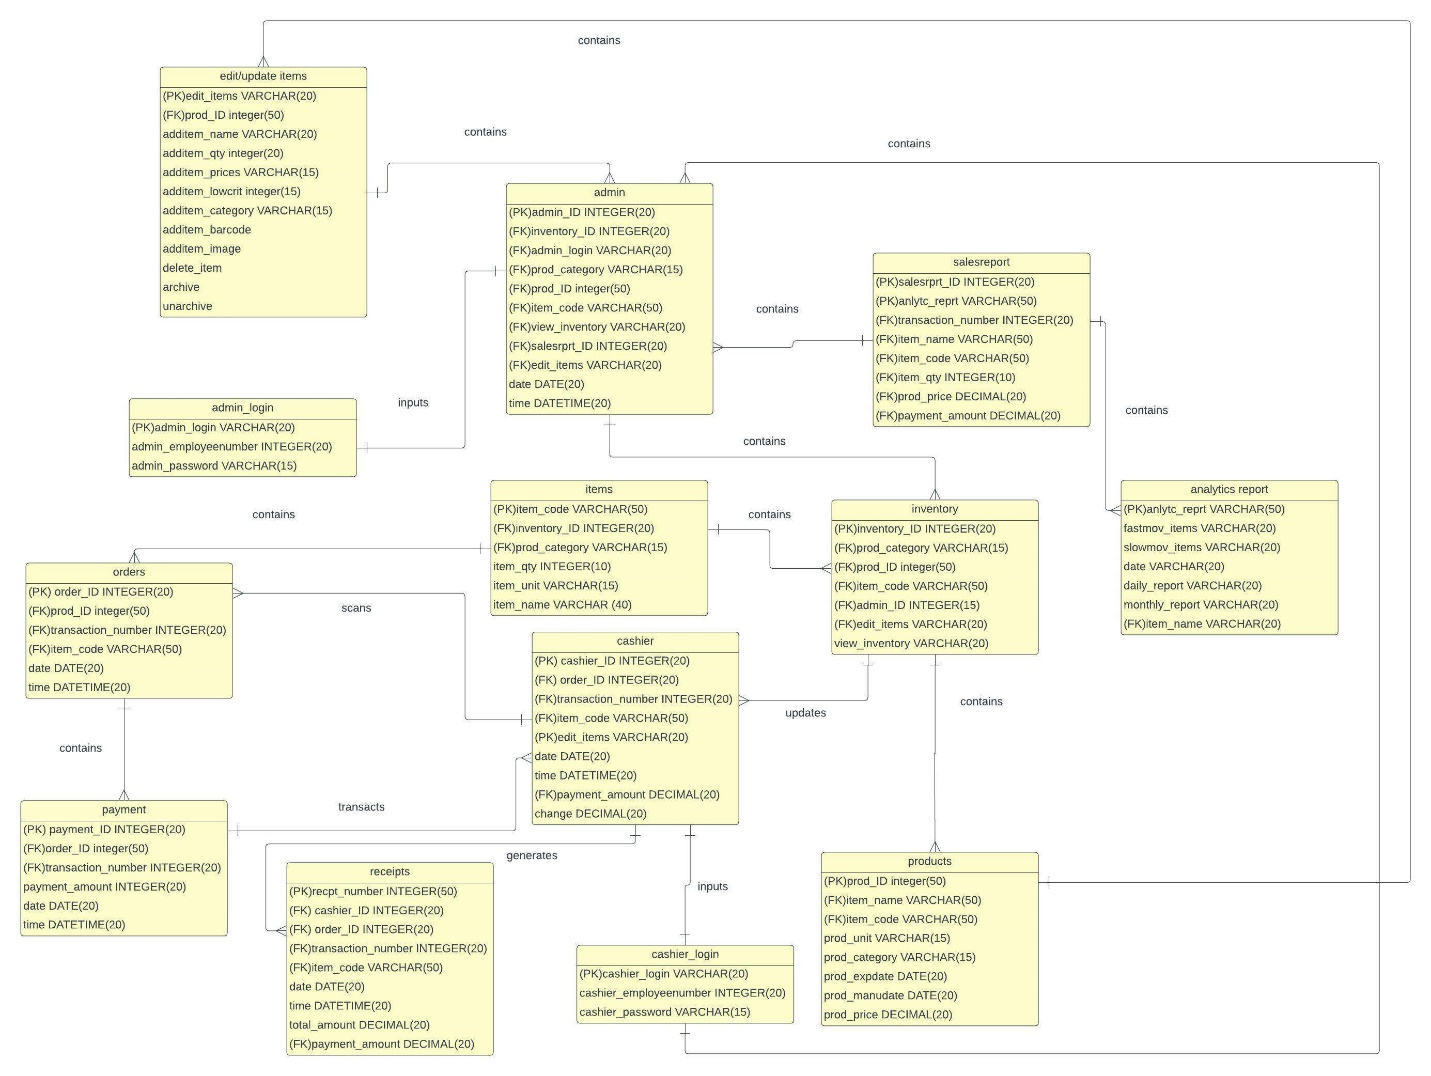 contains
edit/update items
(PK)edit_items VARCHAR(20)
(FK)prod_ID integer(50)
additem_name VARCHAR(20)
additem_qty integer(20)
additem_prices VARCHAR(15)
additem_lowcrit integer(15)
additem_category VARCHAR(15)
additem_barcode
additem_image
delete_item
archive
unarchive
contains
contains
admin
(PK)admin_ID INTEGER(20)
(FK)inventory_ID INTEGER(20)
(FK)admin_login VARCHAR(20)
(FK)prod_category VARCHAR(15)
(FK)prod_ID integer(50)
(FK)item_code VARCHAR(50)
(FK)view_inventory VARCHAR(20)
(FK)salesrprt_ID INTEGER(20)
(FK)edit_items VARCHAR(20)
date DATE(20)
time DATETIME(20)
contains
salesreport
(PK)salesrprt_ID INTEGER(20)
(PK)anlytc_reprt VARCHAR(50)
(FK)transaction_number INTEGER(20)
(FK)item_name VARCHAR(50)
(FK)item_code VARCHAR(50)
(FK)item_qty INTEGER(10)
(FK)prod_price DECIMAL(20)
(FK)payment_amount DECIMAL(20)
contains
inputs
admin_login
(PK)admin_login VARCHAR(20)
admin_employeenumber INTEGER(20)
admin_password VARCHAR(15)
contains
analytics report
(PK)anlytc_reprt VARCHAR(50)
fastmov_items VARCHAR(20)
slowmov_items VARCHAR(20)
date VARCHAR(20)
daily_report VARCHAR(20)
monthly_report VARCHAR(20)
(FK)item_name VARCHAR(20)
items
(PK)item_code VARCHAR(50)
(FK)inventory_ID INTEGER(20)
(FK)prod_category VARCHAR(15)
item_qty INTEGER(10)
item_unit VARCHAR(15)
item_name VARCHAR (40)
contains
inventory
(PK)inventory_ID INTEGER(20)
(FK)prod_category VARCHAR(15)
(FK)prod_ID integer(50)
(FK)item_code VARCHAR(50)
(FK)admin_ID INTEGER(15)
(FK)edit_items VARCHAR(20)
view_inventory VARCHAR(20)
contains
orders
(PK) order_ID INTEGER(20)
(FK)prod_ID integer(50)
(FK)transaction_number INTEGER(20)
(FK)item_code VARCHAR(50)
date DATE(20)
time DATETIME(20)
scans
cashier
(PK) cashier_ID INTEGER(20)
(FK) order_ID INTEGER(20)
(FK)transaction_number INTEGER(20)
(FK)item_code VARCHAR(50)
(PK)edit_items VARCHAR(20)
date DATE(20)
time DATETIME(20)
(FK)payment_amount DECIMAL(20)
change DECIMAL(20)
updates
contains
contains
payment
(PK) payment_ID INTEGER(20)
(FK)order_ID integer(50)
(FK)transaction_number INTEGER(20)
payment_amount INTEGER(20)
date DATE(20)
time DATETIME(20)
transacts
generates
receipts
(PK)recpt_number INTEGER(50)
(FK) cashier_ID INTEGER(20)
(FK) order_ID INTEGER(20)
(FK)transaction_number INTEGER(20)
(FK)item_code VARCHAR(50)
date DATE(20)
time DATETIME(20)
total_amount DECIMAL(20)
(FK)payment_amount DECIMAL(20)
inputs
cashier_login
(PK)cashier_login VARCHAR(20)
cashier_employeenumber INTEGER(20)
cashier_password VARCHAR(15)
products
(PK)prod_ID integer(50)
(FK)item_name VARCHAR(50)
(FK)item_code VARCHAR(50)
prod_unit VARCHAR(15)
prod_category VARCHAR(15)
prod_expdate DATE(20)
prod_manudate DATE(20)
prod_price DECIMAL(20)